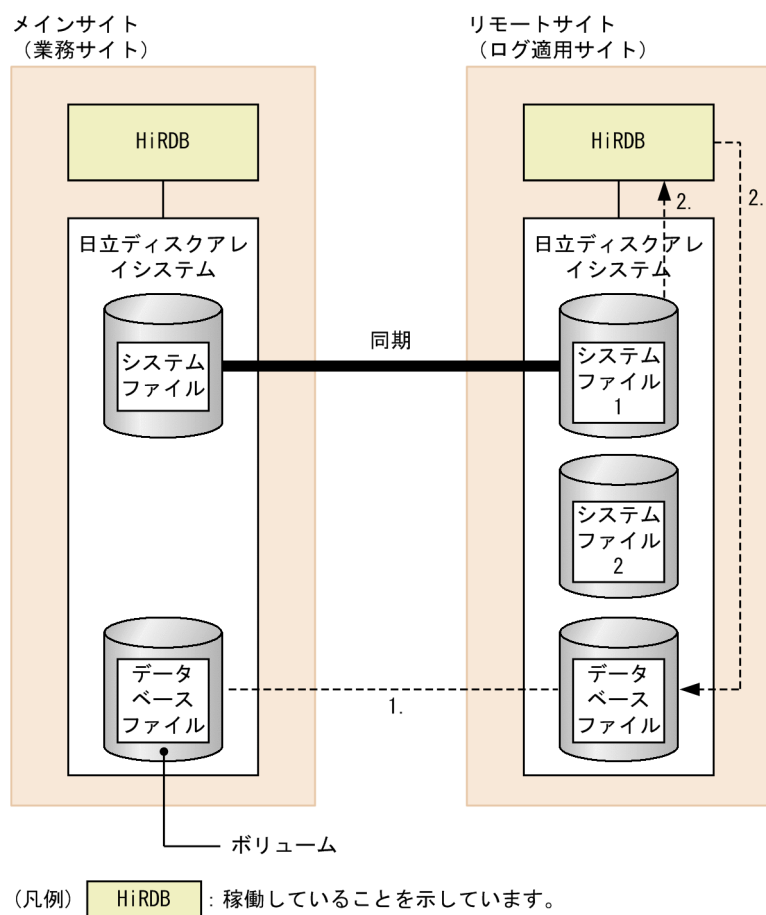 メインサイト
（業務サイト）
リモートサイト
（ログ適用サイト）
HiRDB
HiRDB
2.
2.
日立ディスクアレ
イシステム
日立ディスクアレ
イシステム
同期
システム
ファイル
システム
ファイル
1
システム
ファイル
2
データ
ベース
ファイル
1.
データ
ベース
ファイル
ボリューム
（凡例） HiRDB ：稼働していることを示しています。